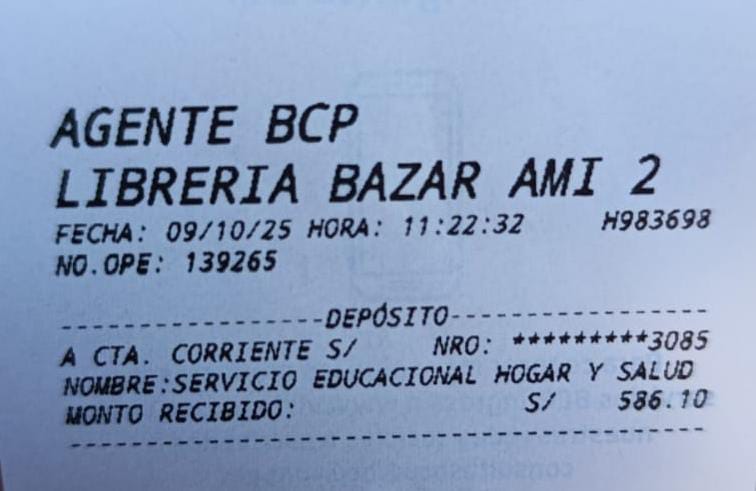 AGENTE BCP
LIBRERIA BAZAR AMI 2
FECHA: 09/10/25 HORA: 11:22:32 H983698
NO.OPE: 139265
--------------------DEPÓSITO--------------------
A CTA. CORRIENTE S/ NRO: *********3085
NOMBRE:SERVICIO EDUCACIONAL HOGAR Y SALUD
MONTO RECIBIDO: S/ 586.10